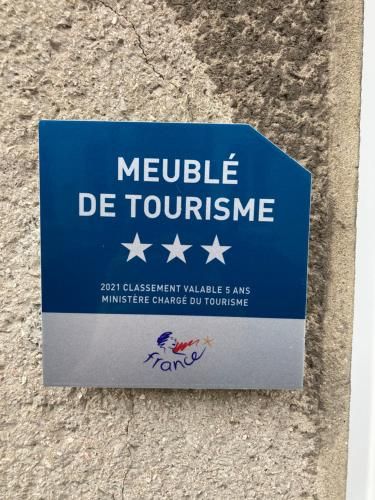 MEUBLÉ
DE TOURISME
2021 CLASSEMENT VALABLE 5 ANS
MINISTÈRE CHARGÉ DU TOURISME
france